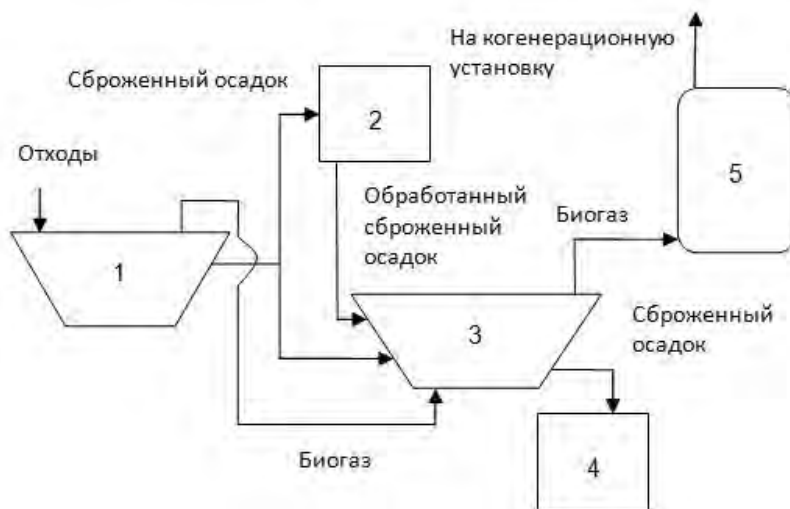 На когенерационную
установку
Сброженный осадок
2
5
Отходы
Обработанный
сброженный
осадок
Биогаз
1
3
Сброженный
осадок
Биогаз
4